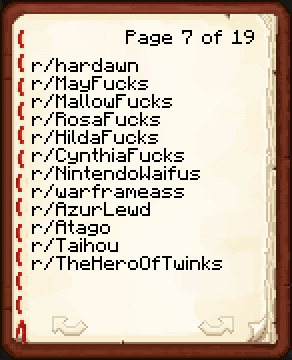 Page 7 of 19
r/hardawn
r/MayFucks
r/MallowFucks
r/RosaFucks
r/HildaFucks
r/CynthiaFucks
r/NintendoWaifus
r/warframeass
r/AzurLewd
r/Atago
r/Taihou
r/TheHeroOfTwinks